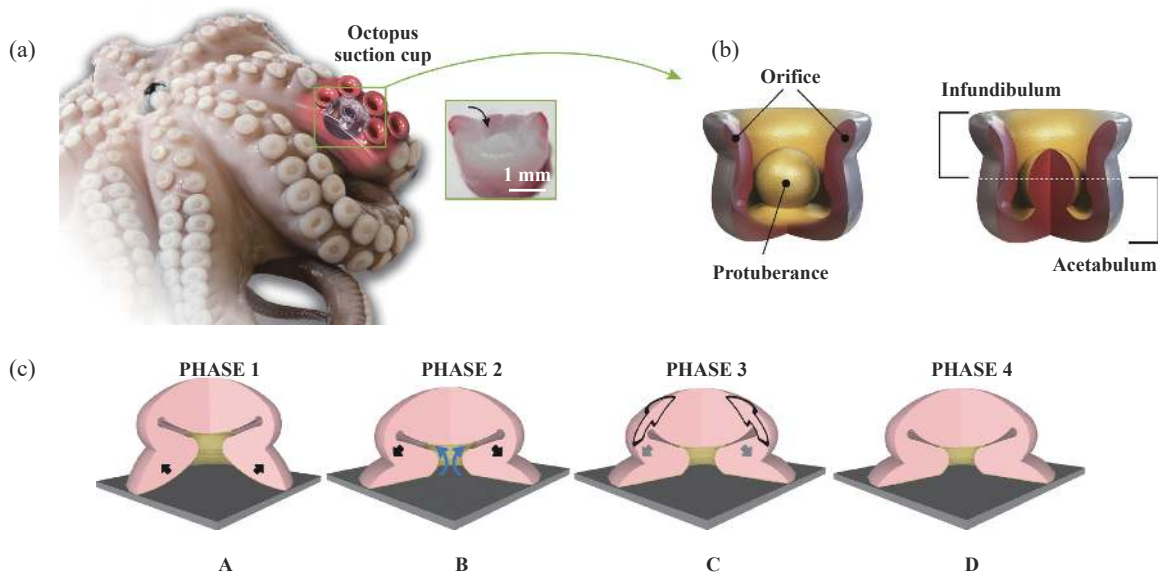 (a)
Octopus
suction cup
1 mm
(b)
Orifice
Infundibulum
Protuberance
Acetabulum
(c)
PHASE 1
PHASE 2
PHASE 3
PHASE 4
A
B
C
D